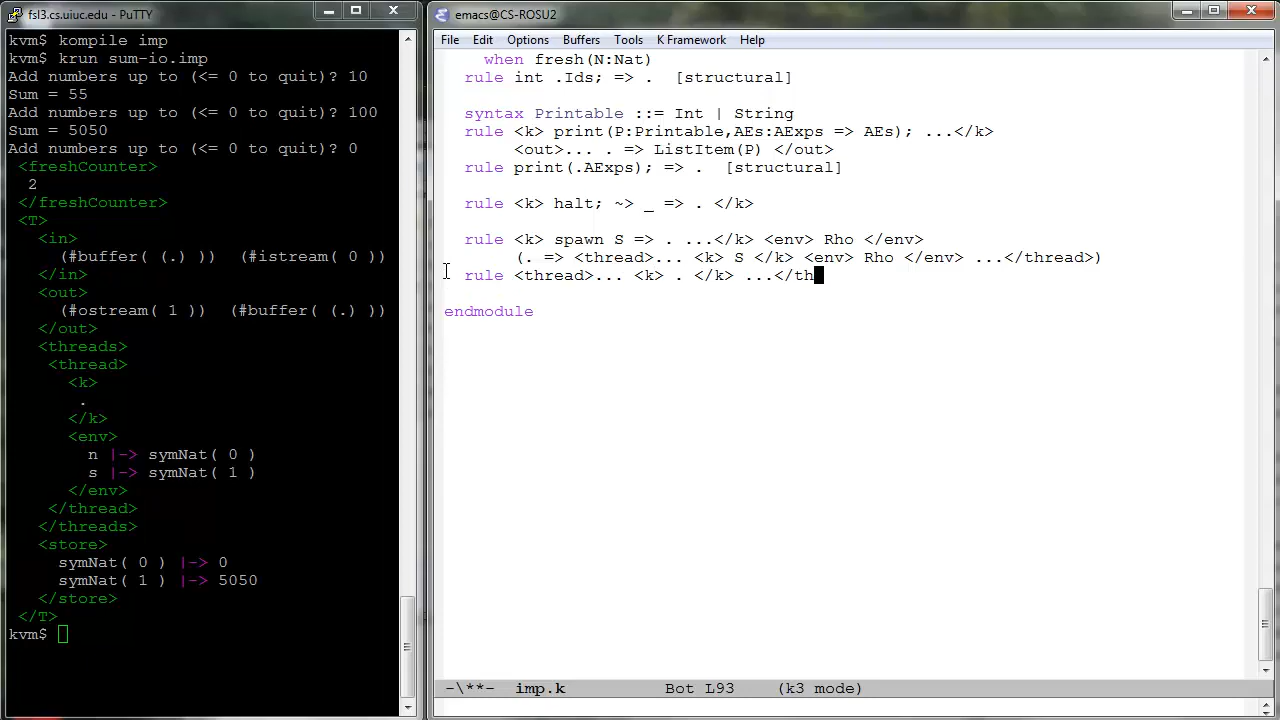 fsl3.cs.uiuc.edu - PuTTY
kvm$ kompile imp
kvm$ krun sum-io.imp
Add numbers up to (<= 0 to quit)? 10
Sum = 55
Add numbers up to (<= 0 to quit)? 100
Sum = 5050
Add numbers up to (<= 0 to quit)? 0
<freshCounter>
2
</freshCounter>
<T>
<in>
(#buffer( (.) ))  (#istream( 0 ))
</in>
<out>
(#ostream( 1 ))  (#buffer( (.) ))
</out>
<threads>
<thread>
<k>
.
</k>
<env>
n |-> symNat( 0 )
s |-> symNat( 1 )
</env>
</thread>
</threads>
<store>
symNat( 0 ) |-> 0
symNat( 1 ) |-> 5050
</store>
</T>
kvm$
emacs@CS-ROSU2
File Edit Options Buffers Tools K Framework Help
when fresh(N:Nat)
rule int .Ids; => .  [structural]
syntax Printable ::= Int | String
rule <k> print(P:Printable,AEs:AExps => AEs); ...</k>
<out>... . => ListItem(P) </out>
rule print(.AExps); => .  [structural]
rule <k> halt; ~> _ => . </k>
rule <k> spawn S => . ...</k> <env> Rho </env>
(. => <thread>... <k> S </k> <env> Rho </env> ...</thread>)
rule <thread>... <k> . </k> ...</th
endmodule
-\**-  imp.k          Bot L93    (k3 mode)